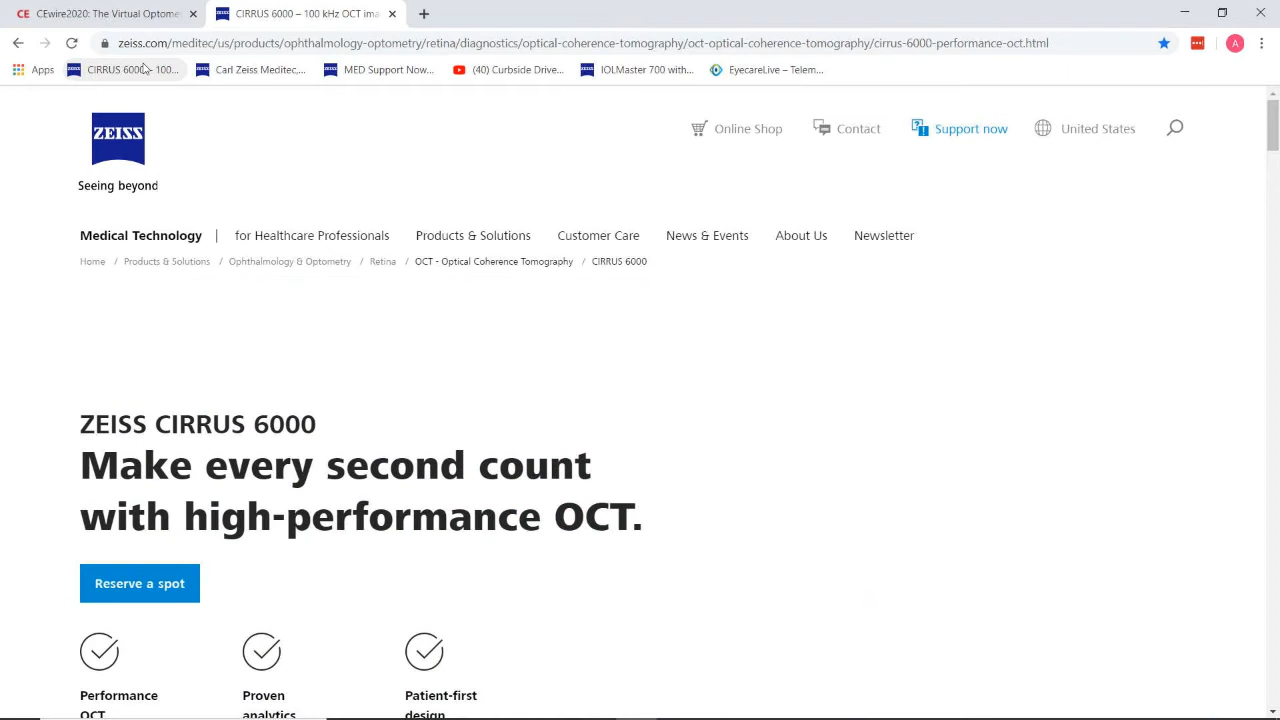 CEwire2020: The Virtual Optome
CIRRUS 6000 – 100 kHz OCT ima
zeiss.com/meditec/us/products/ophthalmology-optometry/retina/diagnostics/optical-coherence-tomography/oct-optical-coherence-tomography/cirrus-6000-performance-oct.html
A
Apps
CIRRUS 6000 – 100...
Carl Zeiss Meditec,...
MED Support Now...
(40) Curbside Drive...
IOLMaster 700 with...
EyecareLive – Telem...
ZEISS
Seeing beyond
Online Shop
Contact
Support now
United States
Medical Technology
for Healthcare Professionals
Products & Solutions
Customer Care
News & Events
About Us
Newsletter
Home / Products & Solutions / Ophthalmology & Optometry / Retina / OCT - Optical Coherence Tomography / CIRRUS 6000
ZEISS CIRRUS 6000
Make every second count
with high-performance OCT.
Reserve a spot
Performance
OCT
Proven
analytics
Patient-first
design